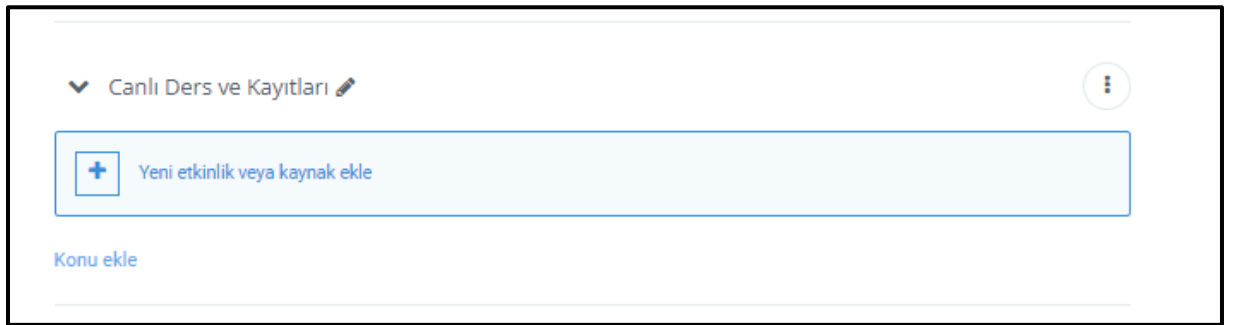 Canlı Ders ve Kayıtları
Yeni etkinlik veya kaynak ekle
Konu ekle